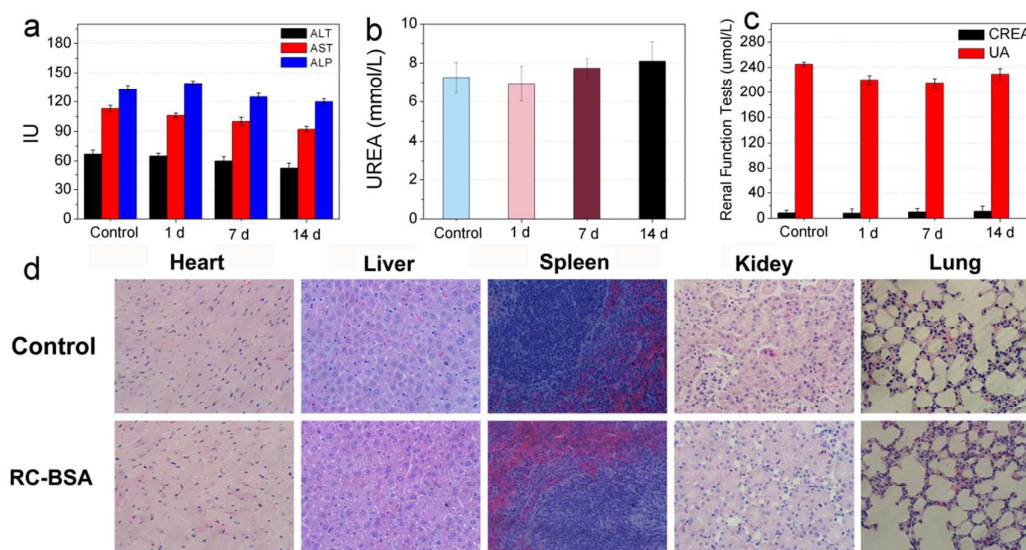 a
ALT
AST
ALP
IU
180
150
120
90
60
30
0
Control
1 d
7 d
14 d
b
UREA (mmol/L)
10
8
6
4
2
0
Control
1 d
7 d
14 d
c
CREA
UA
Renal Function Tests (umol/L)
280
240
200
160
120
80
40
0
Control
1 d
7 d
14 d
d
Heart
Liver
Spleen
Kidey
Lung
Control
RC-BSA